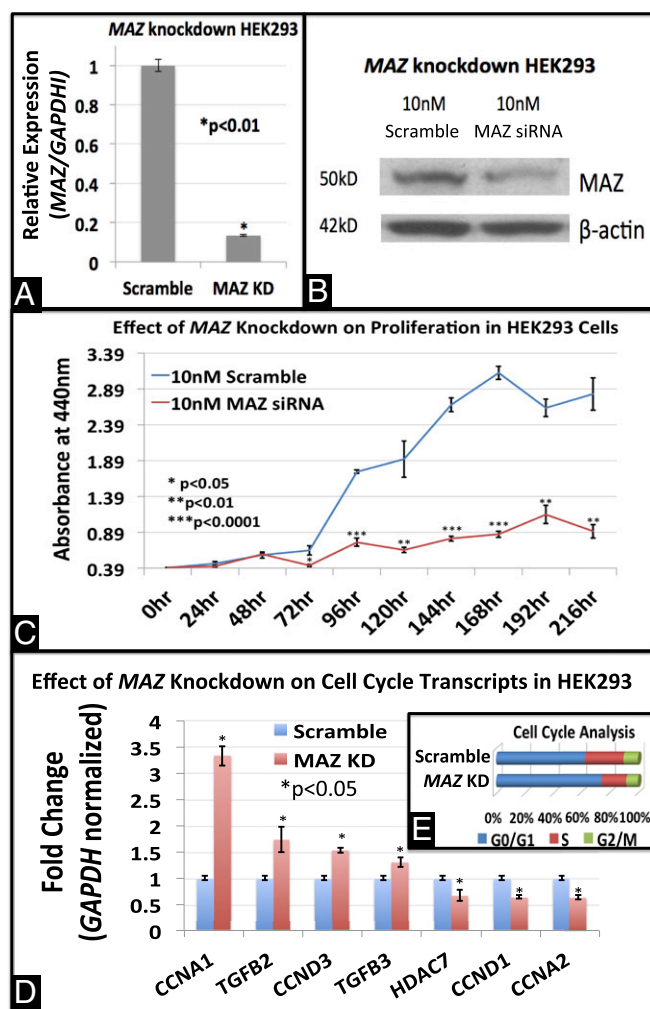 MAZ knockdown HEK293
Relative Expression
(MAZ/GAPDHI)
1
0.8
0.6
0.4
0.2
0
*p<0.01
*
Scramble MAZ KD
A
MAZ knockdown HEK293
10nM 10nM
Scramble MAZ siRNA
50kD MAZ
42kD β-actin
B
Effect of MAZ Knockdown on Proliferation in HEK293 Cells
Absorbance at 440nm
3.39
2.89
2.39
1.89
1.39
0.89
0.39
10nM Scramble
10nM MAZ siRNA
* p<0.05
**p<0.01
***p<0.0001
* *** ** *** *** ** **
0hr 24hr 48hr 72hr 96hr 120hr 144hr 168hr 192hr 216hr
C
Effect of MAZ Knockdown on Cell Cycle Transcripts in HEK293
Fold Change
(GAPDH normalized)
4
3.5
3
2.5
2
1.5
1
0.5
0
Scramble
MAZ KD
*p<0.05
* * * * * * *
CCNA1 TGFB2 CCND3 TGFB3 HDAC7 CCND1 CCNA2
D
Cell Cycle Analysis
Scramble
MAZ KD
0% 20% 40% 60% 80% 100%
G0/G1 S G2/M
E